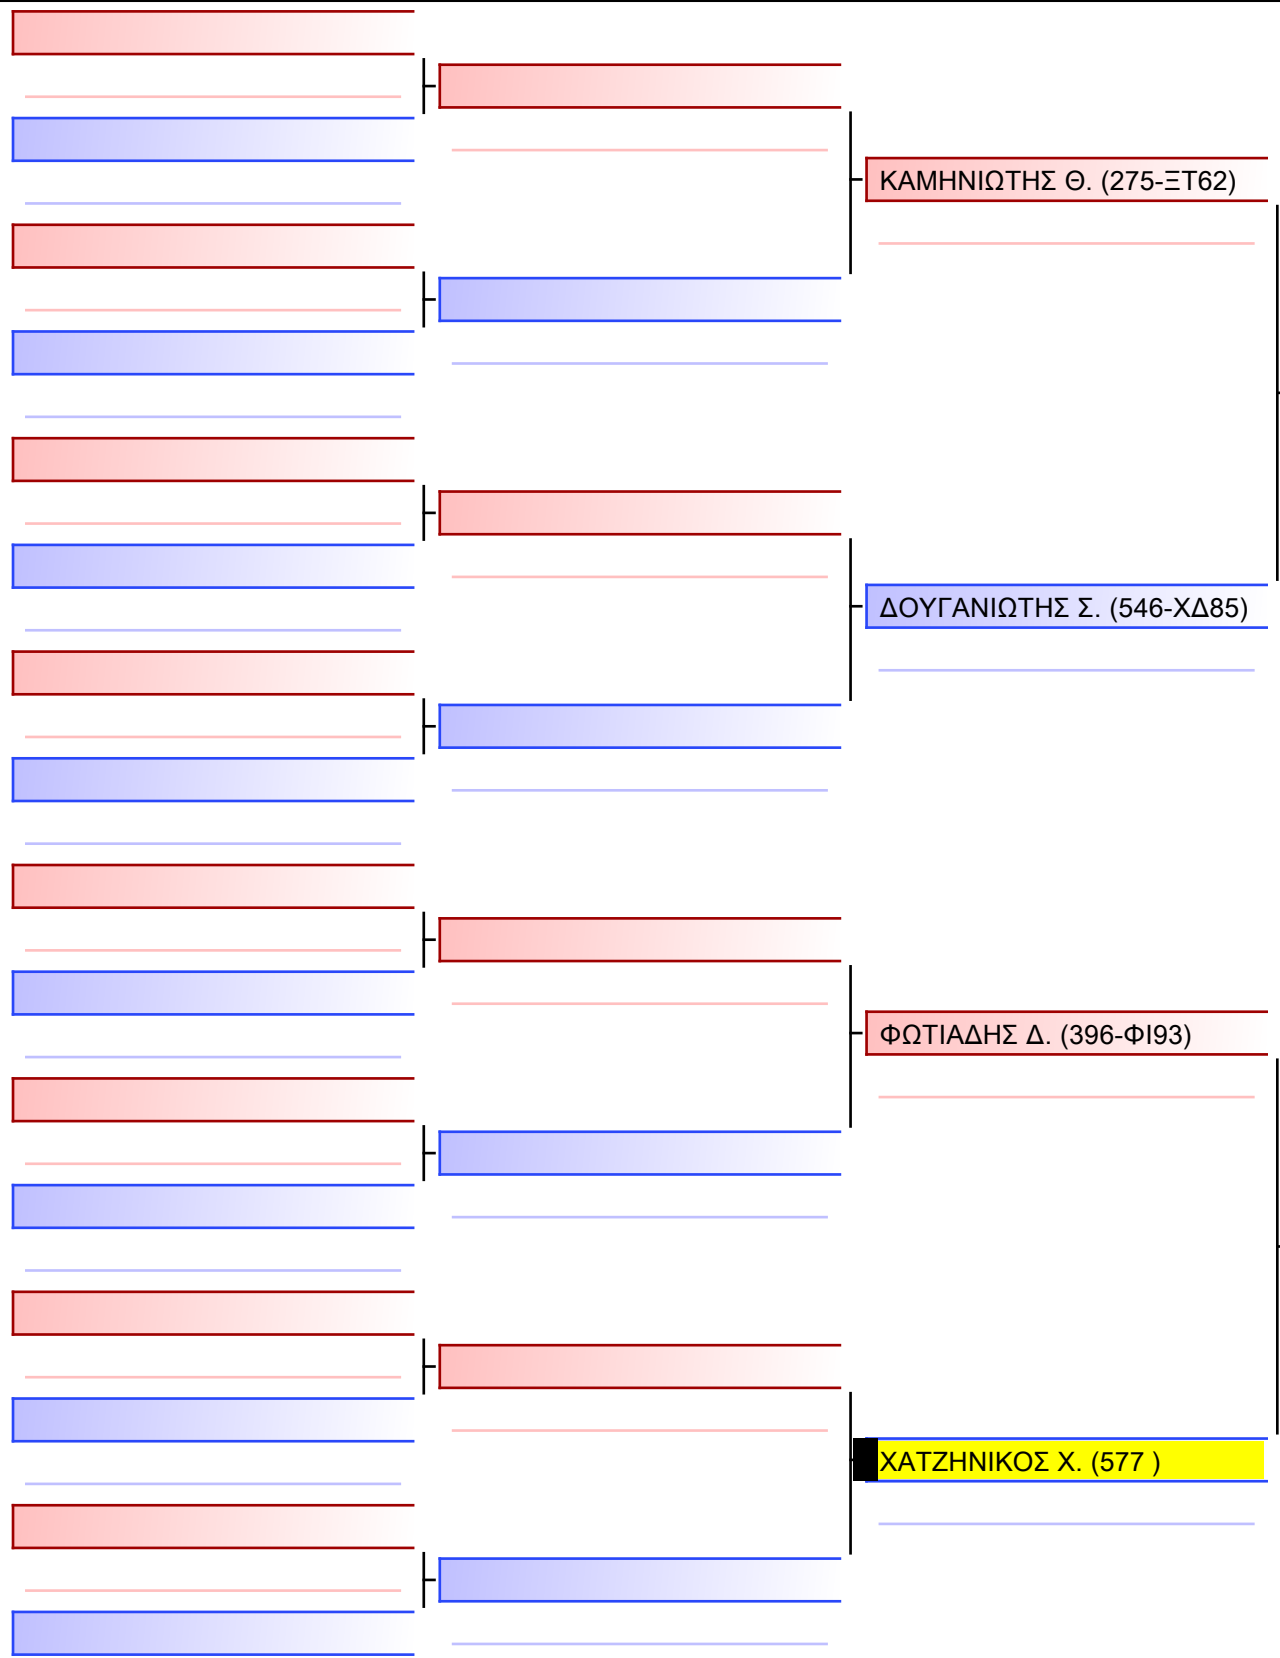 ΚΑΜΗΝΙΩΤΗΣ Θ. (275-ΞΤ62)
ΔΟΥΓΑΝΙΩΤΗΣ Σ. (546-ΧΔ85)
ΦΩΤΙΑΔΗΣ Δ. (396-ΦΙ93)
ΧΑΤΖΗΝΙΚΟΣ Χ. (577 )